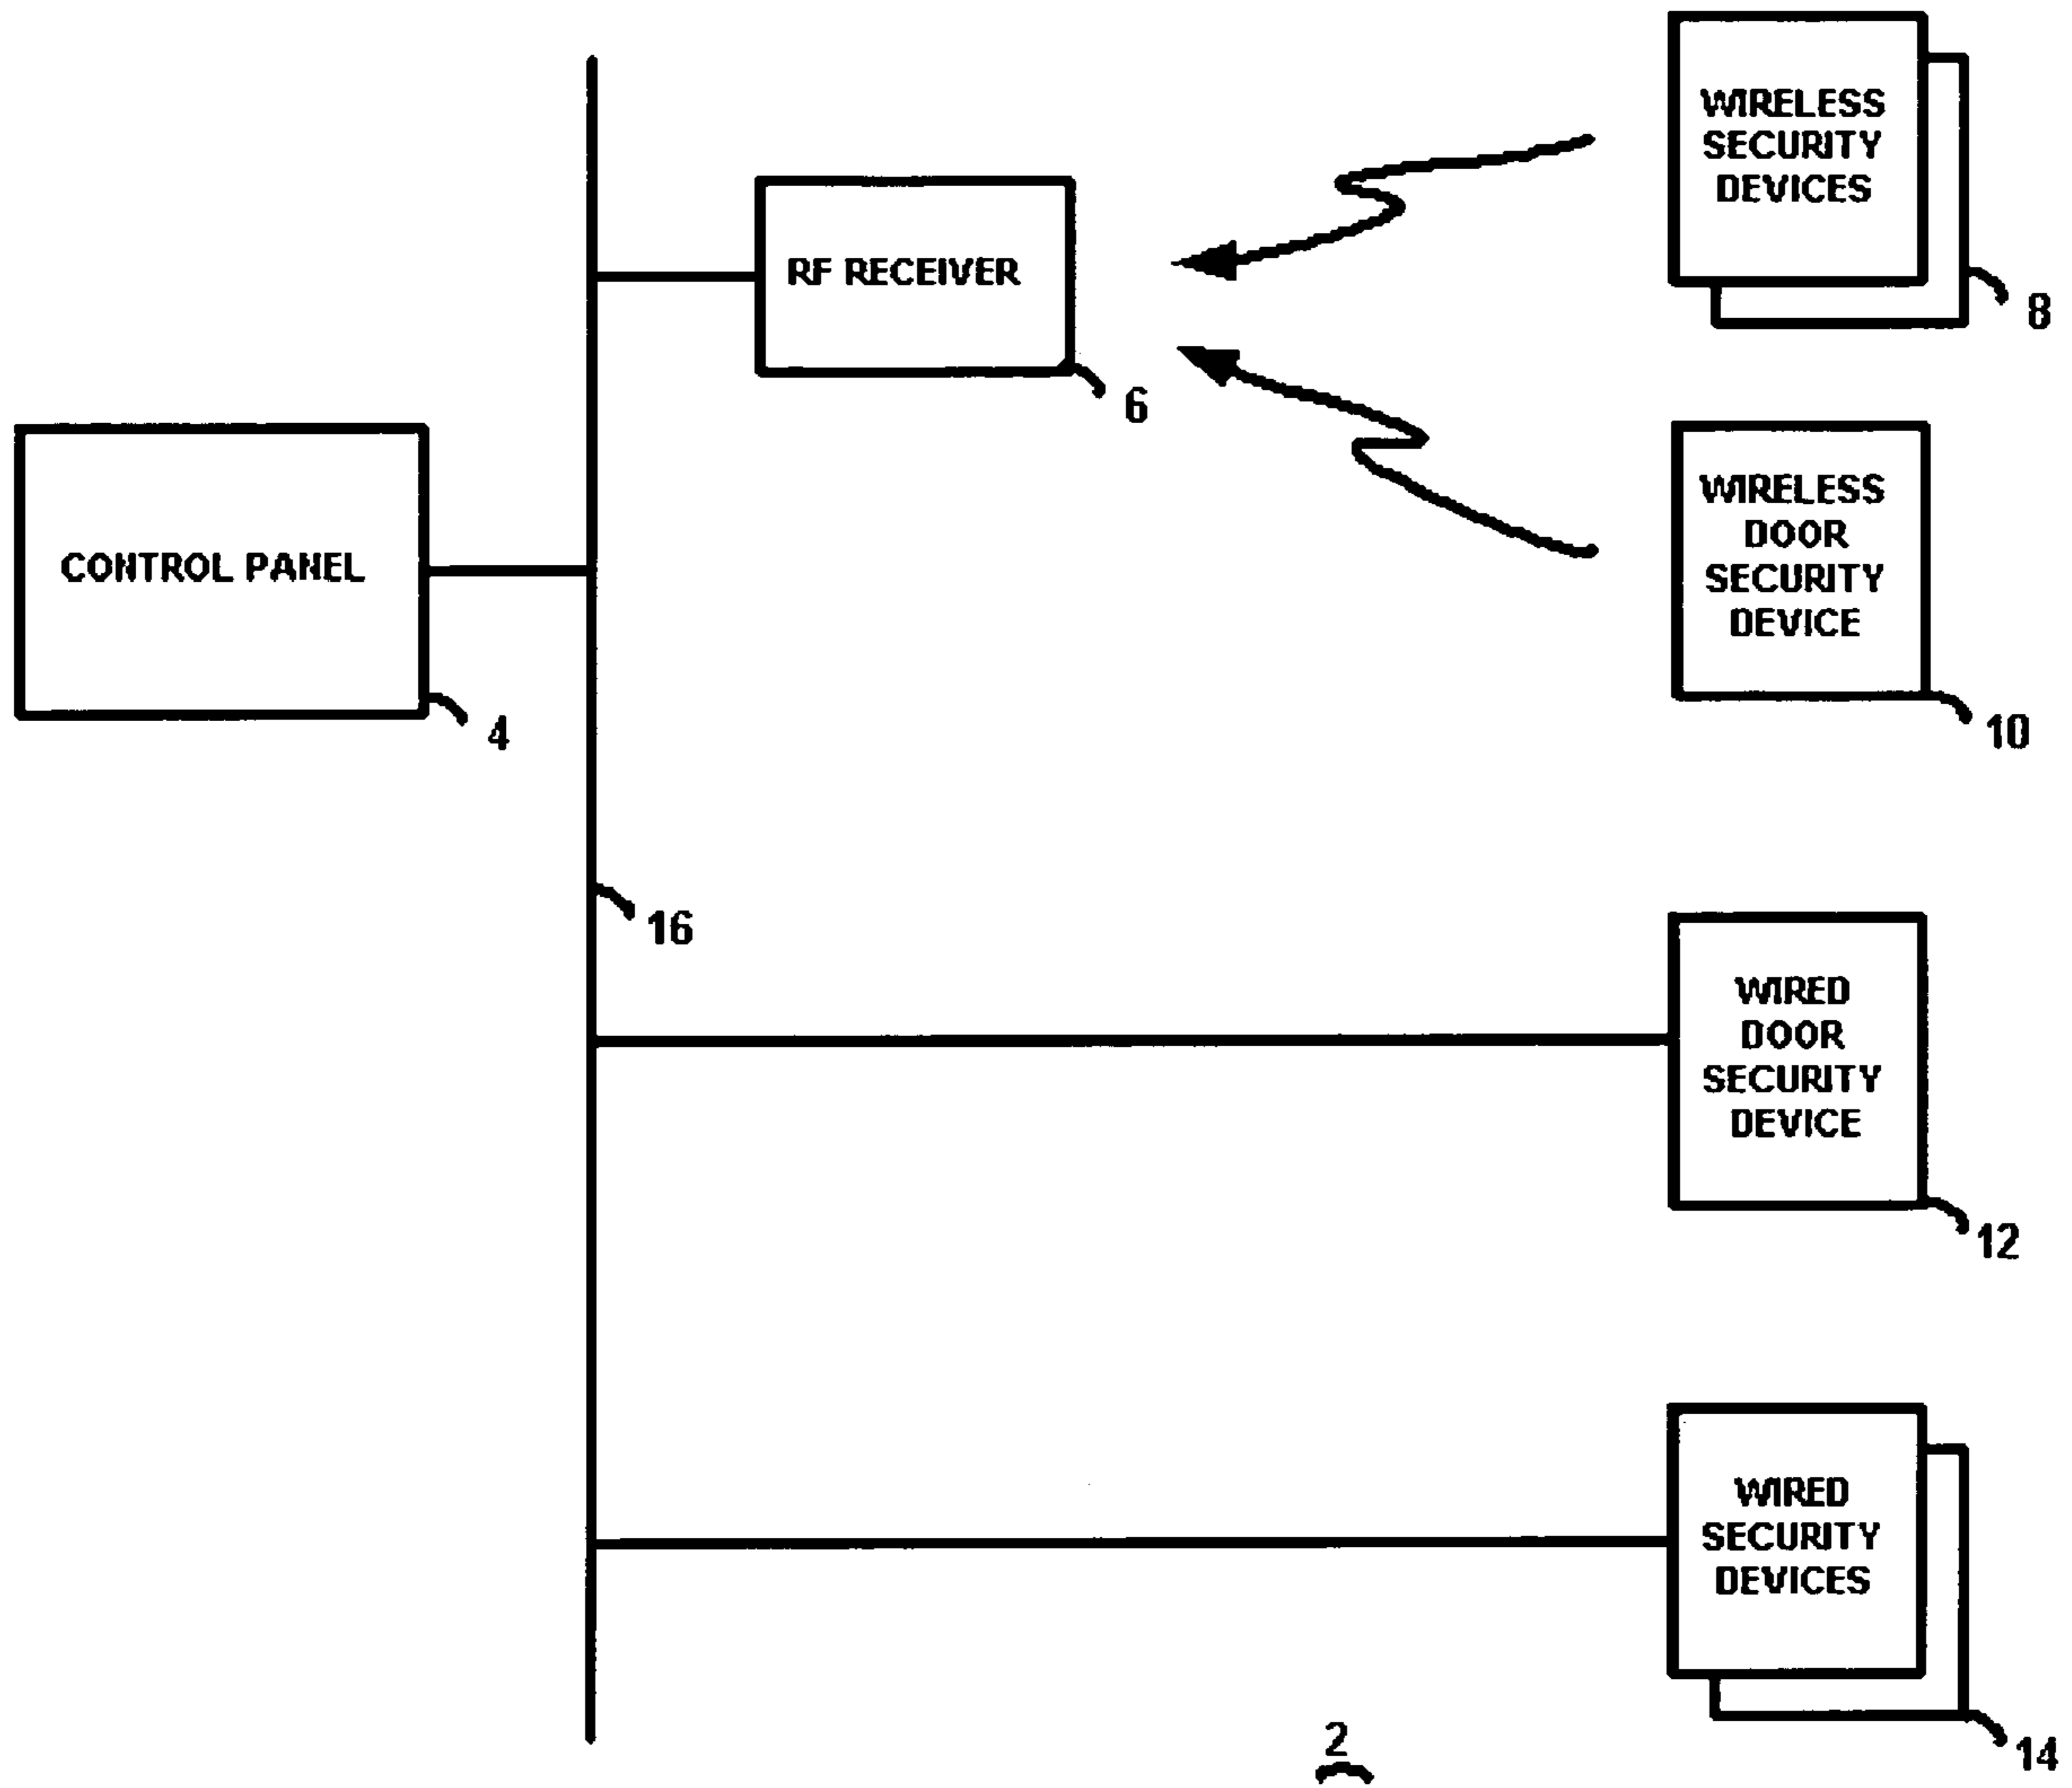 WIRELESS
SECURITY
DEVICES
8
RF RECEIVER
6
WIRELESS
DOOR
SECURITY
DEVICE
10
CONTROL PANEL
4
16
WIRED
DOOR
SECURITY
DEVICE
12
WIRED
SECURITY
DEVICES
14
2